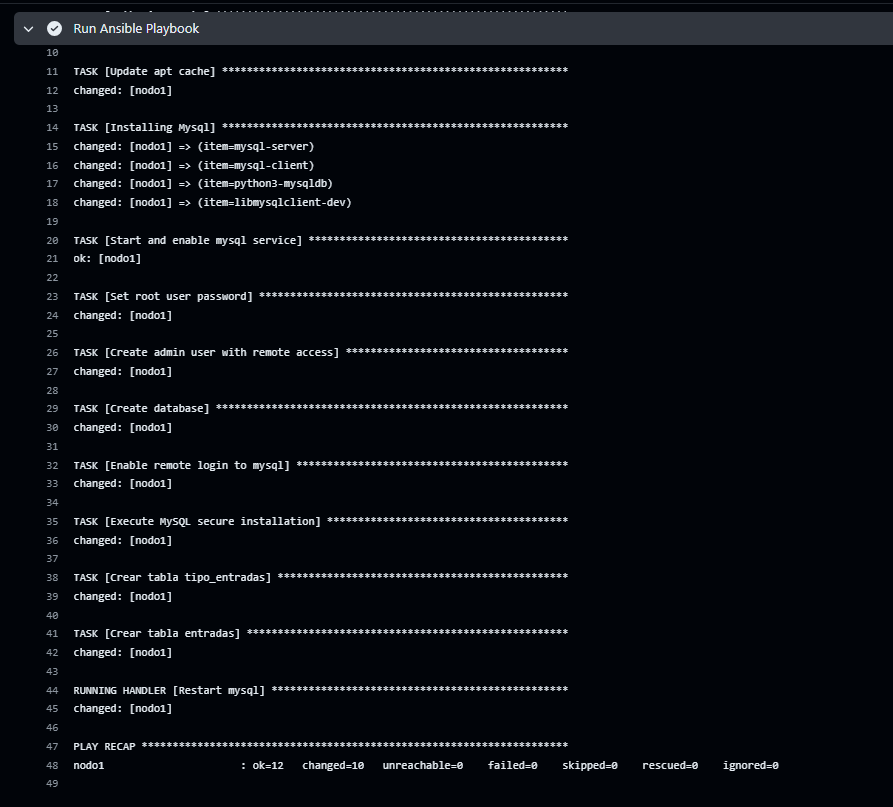 Run Ansible Playbook
10
11 TASK [Update apt cache] ********************************************************
12 changed: [nodo1]
13
14 TASK [Installing Mysql] ********************************************************
15 changed: [nodo1] => (item=mysql-server)
16 changed: [nodo1] => (item=mysql-client)
17 changed: [nodo1] => (item=python3-mysqldb)
18 changed: [nodo1] => (item=libmysqlclient-dev)
19
20 TASK [Start and enable mysql service] ******************************************
21 ok: [nodo1]
22
23 TASK [Set root user password] **************************************************
24 changed: [nodo1]
25
26 TASK [Create admin user with remote access] ************************************
27 changed: [nodo1]
28
29 TASK [Create database] *********************************************************
30 changed: [nodo1]
31
32 TASK [Enable remote login to mysql] ********************************************
33 changed: [nodo1]
34
35 TASK [Execute MySQL secure installation] ***************************************
36 changed: [nodo1]
37
38 TASK [Crear tabla tipo_entradas] ***********************************************
39 changed: [nodo1]
40
41 TASK [Crear tabla entradas] ****************************************************
42 changed: [nodo1]
43
44 RUNNING HANDLER [Restart mysql] ************************************************
45 changed: [nodo1]
46
47 PLAY RECAP *********************************************************************
48 nodo1                      : ok=12   changed=10   unreachable=0    failed=0    skipped=0    rescued=0    ignored=0
49